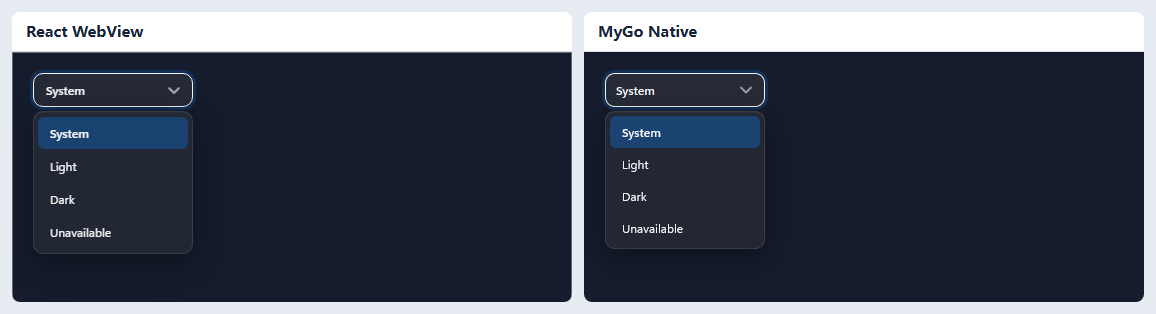 React WebView
System
System
Light
Dark
Unavailable
MyGo Native
System
System
Light
Dark
Unavailable